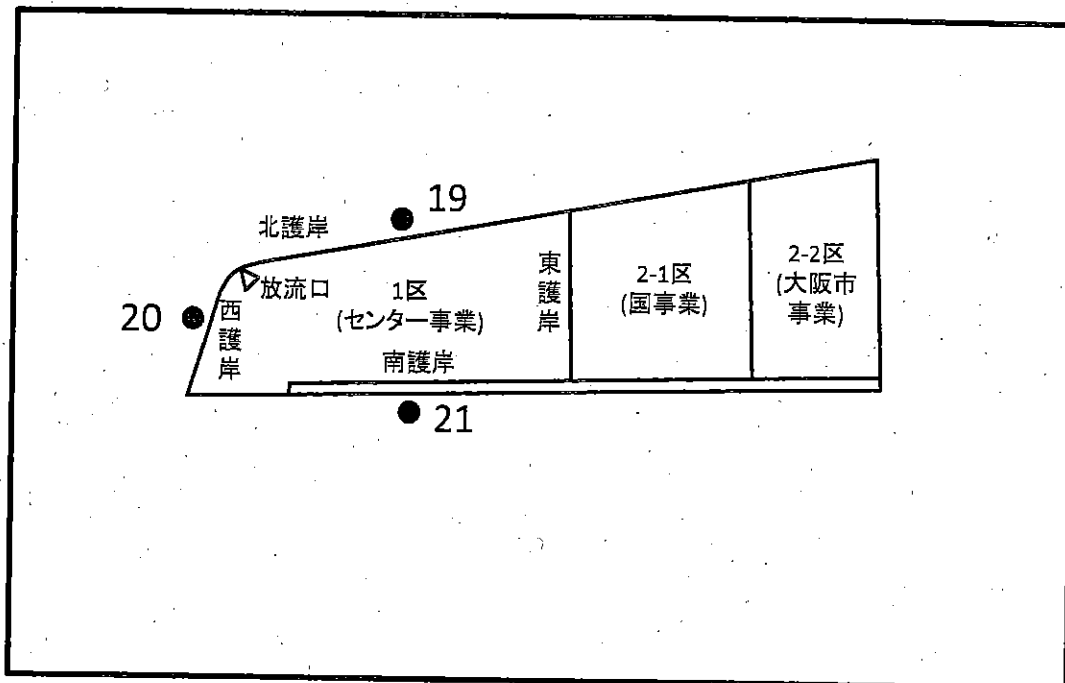 19
北護岸
放流口
20
西護岸
1区
(センター事業)
南護岸
東護岸
2-1区
(国事業)
2-2区
(大阪市
事業)
21